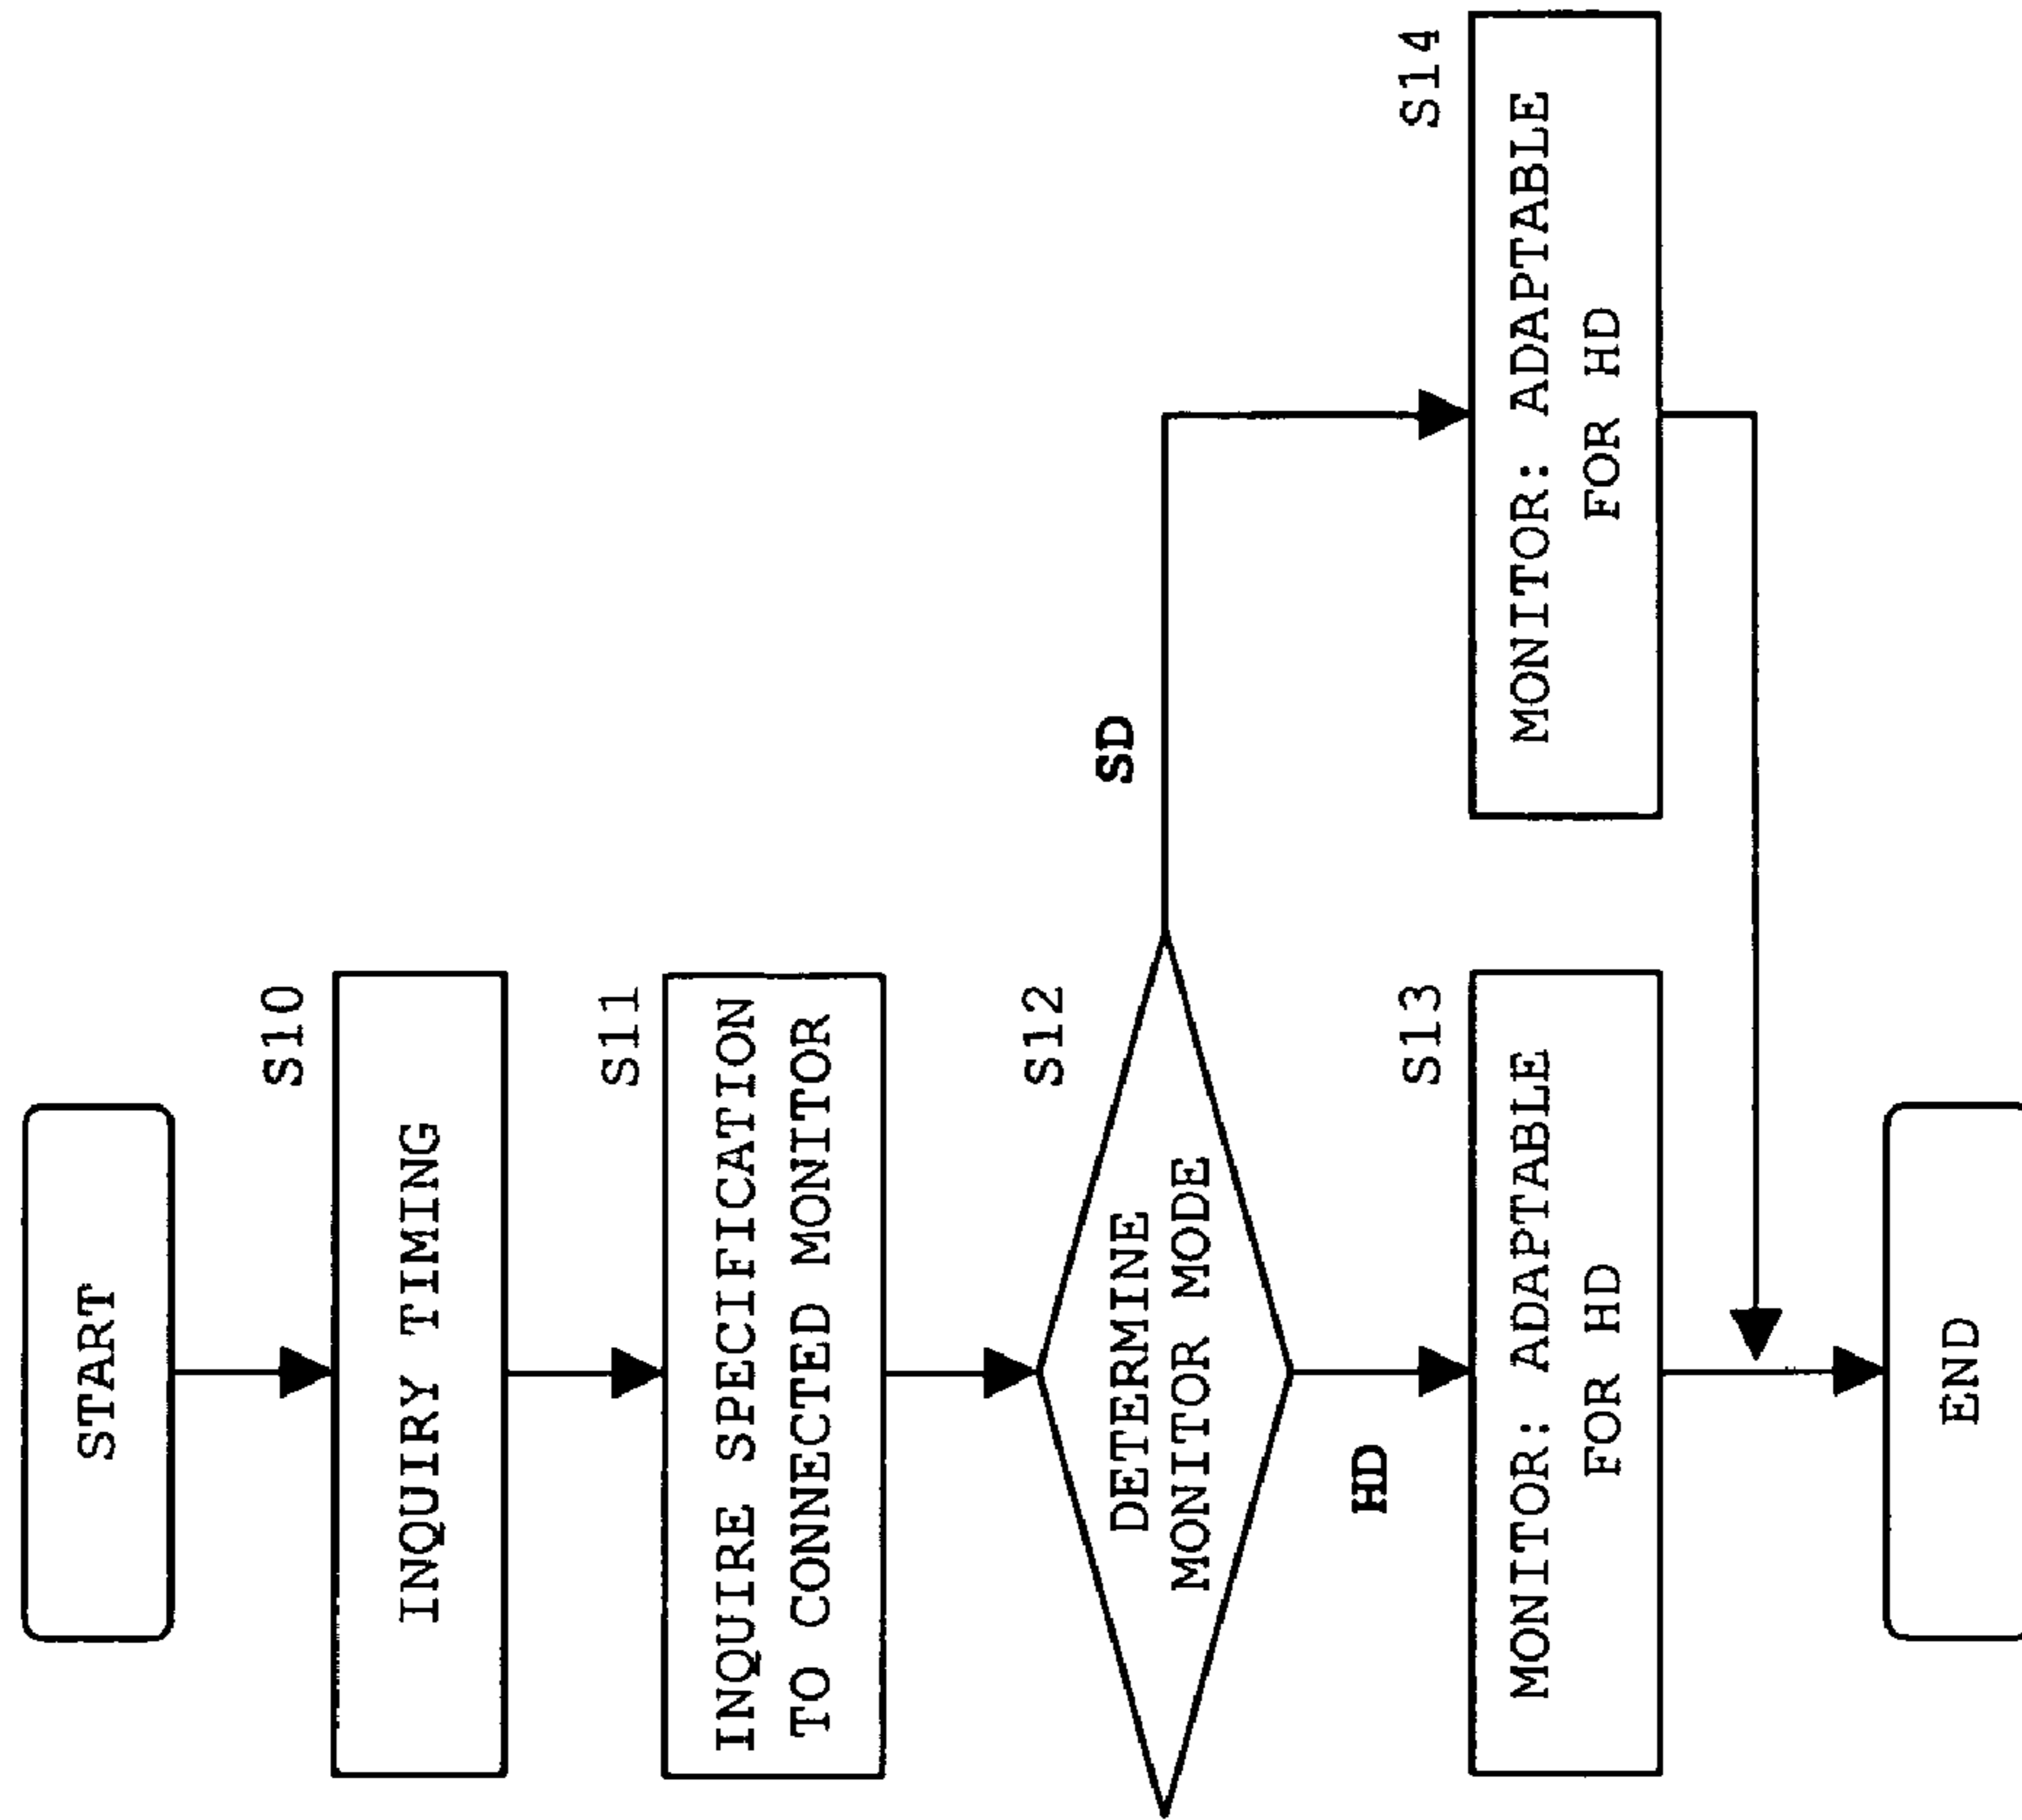 START
S10
INQUIRY TIMING
S11
INQUIRE SPECIFICATION
TO CONNECTED MONITOR
S12
DETERMINE
MONITOR MODE
SD
HD
S13
MONITOR: ADAPTABLE
FOR HD
S14
MONITOR: ADAPTABLE
FOR HD
END